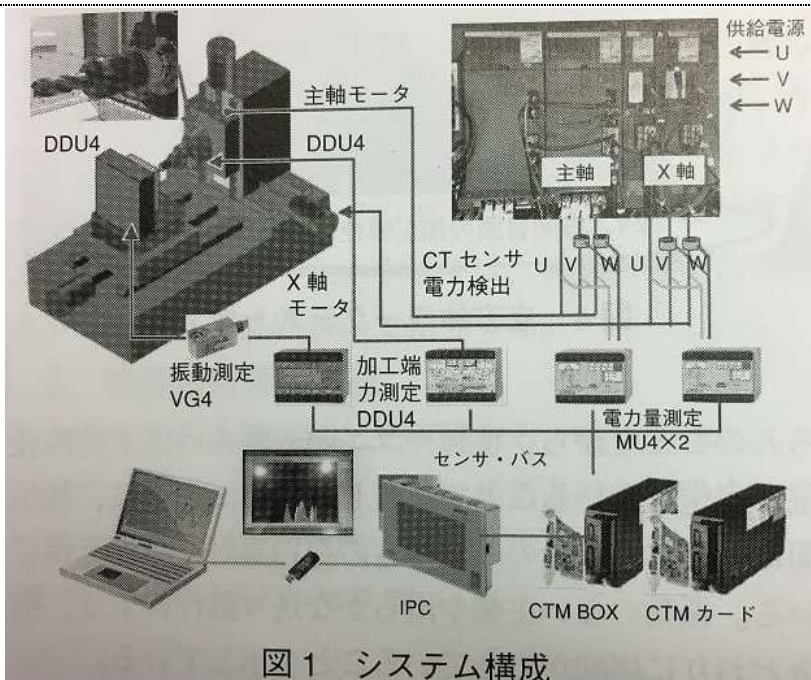 供給電源
← U
← V
← W
主軸モータ
DDU4
DDU4
主軸
X軸
CTセンサ
電力検出
U V W U V W
X軸
モータ
振動測定
VG4
加工端
力測定
DDU4
電力量測定
MU4×2
センサ・バス
IPC
CTM BOX
CTM カード
図1 システム構成